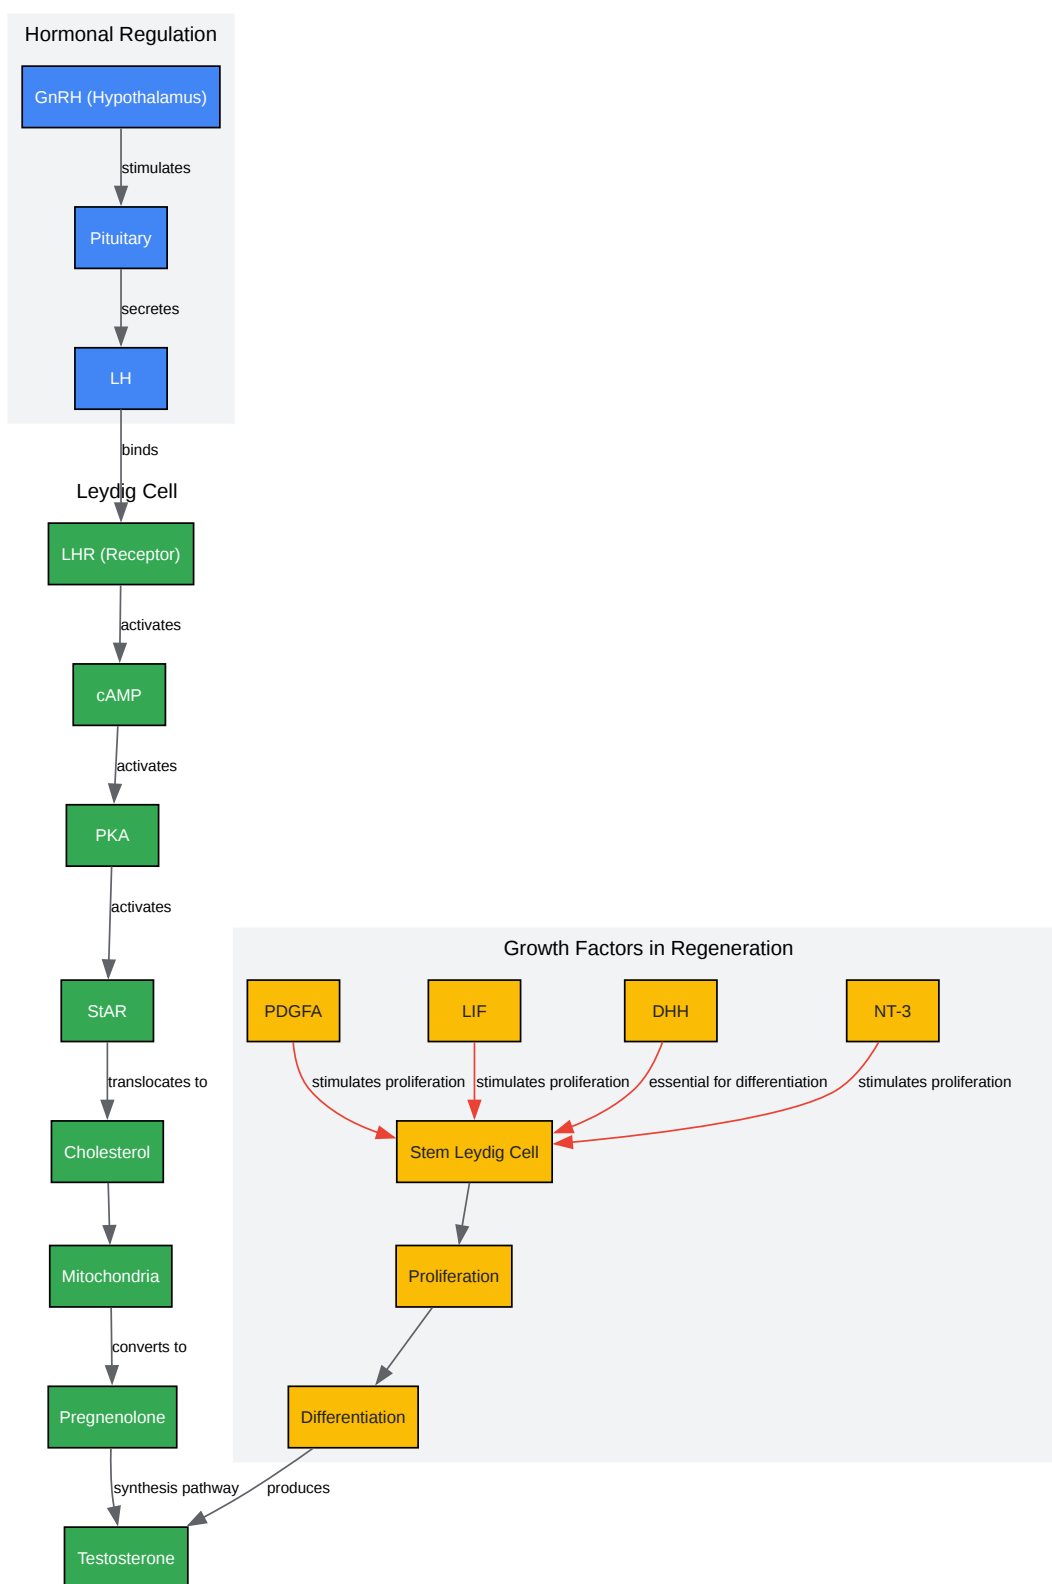 Hormonal Regulation
GnRH (Hypothalamus)
stimulates
Pituitary
secretes
LH
binds
Leydig Cell
LHR (Receptor)
activates
cAMP
activates
PKA
activates
StAR
translocates to
Cholesterol
Mitochondria
converts to
Pregnenolone
synthesis pathway
Growth Factors in Regeneration
PDGFA
LIF
DHH
NT-3
stimulates proliferation
stimulates proliferation
essential for differentiation
stimulates proliferation
Stem Leydig Cell
Proliferation
Differentiation
produces
Testosterone